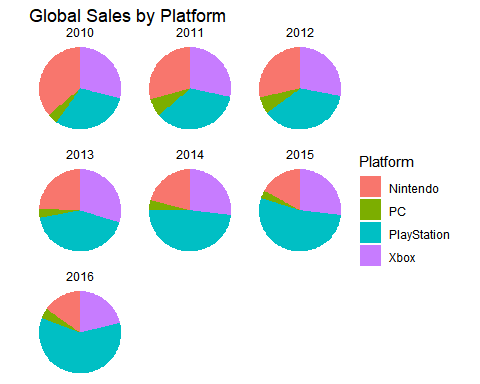 Global Sales by Platform
2010 2011 2012
2013 2014 2015
Platform
Nintendo
PC
PlayStation
Xbox
2016